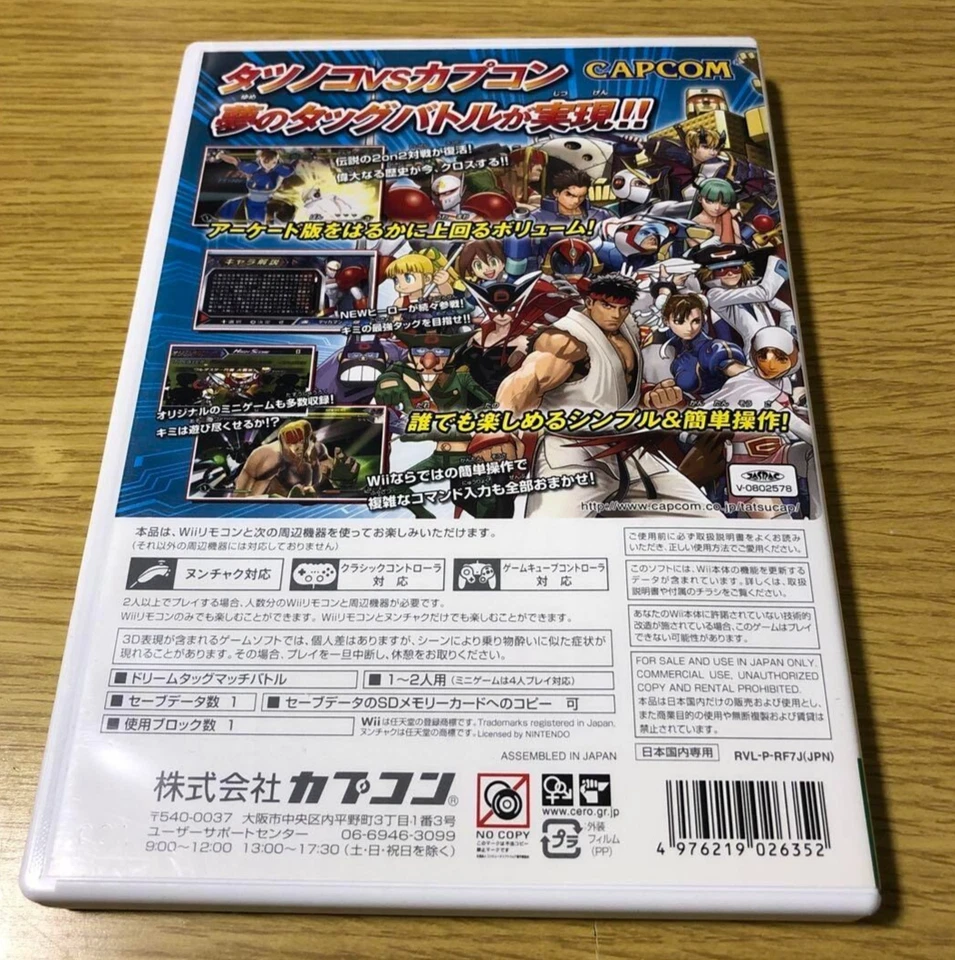 タツノコvsカプコン CAPCOM
ゆめ じつ げん
夢のタッグバトルが実現!!
伝説の2on2対戦が復活!
偉大なる歴史が今、クロスする!!
アーケード版をはるかに上回るボリューム!
キャラ解説
NEWヒーローが続々参戦!
キミの最強タッグを目指せ!!
オリジナルのミニゲームも多数収録!
キミは遊び尽くせるか!?
だれ たの かん たん そう さ
誰でも楽しめるシンプル&簡単操作!
Wiiならではの簡単操作で
複雑なコマンド入力も全部おまかせ!
JASRAC
V-0802578
http://www.capcom.co.jp/tatsucap/
本品は、Wiiリモコンと次の周辺機器を使ってお楽しみいただけます。
(それ以外の周辺機器には対応しておりません)
ヌンチャク対応
クラシックコントローラ
対 応
ゲームキューブコントローラ
対 応
2人以上でプレイする場合、人数分のWiiリモコンと周辺機器が必要です。
Wiiリモコンのみでも楽しむことができます。 Wiiリモコンとヌンチャクだけでも楽しむことができます。
3D表現が含まれるゲームソフトでは、個人差はありますが、シーンにより乗り物酔いに似た症状が
現れることがあります。その場合、プレイを一旦中断し、休憩をお取りください。
■ドリームタッグマッチバトル
■1〜2人用(ミニゲームは4人プレイ対応)
■セーブデータ数 1
■セーブデータのSDメモリーカードへのコピー 可
■使用ブロック数 1
Wiiは任天堂の登録商標です。Trademarks registered in Japan.
ヌンチャクは任天堂の商標です。Licensed by NINTENDO
ご使用前に必ず取扱説明書をよくお読み
いただき、正しい使用方法でご愛用ください。
このソフトには、Wii本体の機能を更新する
データが含まれています。詳しくは、取扱
説明書や付属のチラシをご覧ください。
あなたのWii本体に許諾されていない技術的
改造が施されている場合、このゲームはプレイ
できない可能性があります。
FOR SALE AND USE IN JAPAN ONLY.
COMMERCIAL USE, UNAUTHORIZED
COPY AND RENTAL PROHIBITED.
本品は日本国内だけの販売および使用とし、
また商業目的の使用や無断複製および賃貸は
禁止されています。
ASSEMBLED IN JAPAN
日本国内専用
RVL-P-RF7J(JPN)
株式会社カプコン®
〒540-0037 大阪市中央区内平野町3丁目1番3号
ユーザーサポートセンター 06-6946-3099
9:00〜12:00 13:00〜17:30(土・日・祝日を除く)
NO COPY
このマークは不法コピー
禁止マークです
cero
www.cero.gr.jp
プラ
外装
フィルム
(PP)
4 976219 026352